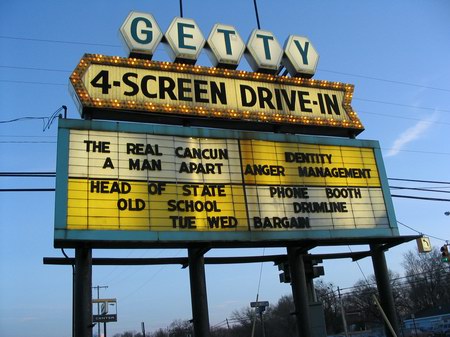 GETTY
4-SCREEN DRIVE-IN
THE REAL CANCUN
A MAN APART
IDENTITY
ANGER MANAGEMENT
HEAD OF STATE
OLD SCHOOL
PHONE BOOTH
DRUMLINE
TUE WED BARGAIN
CENTER